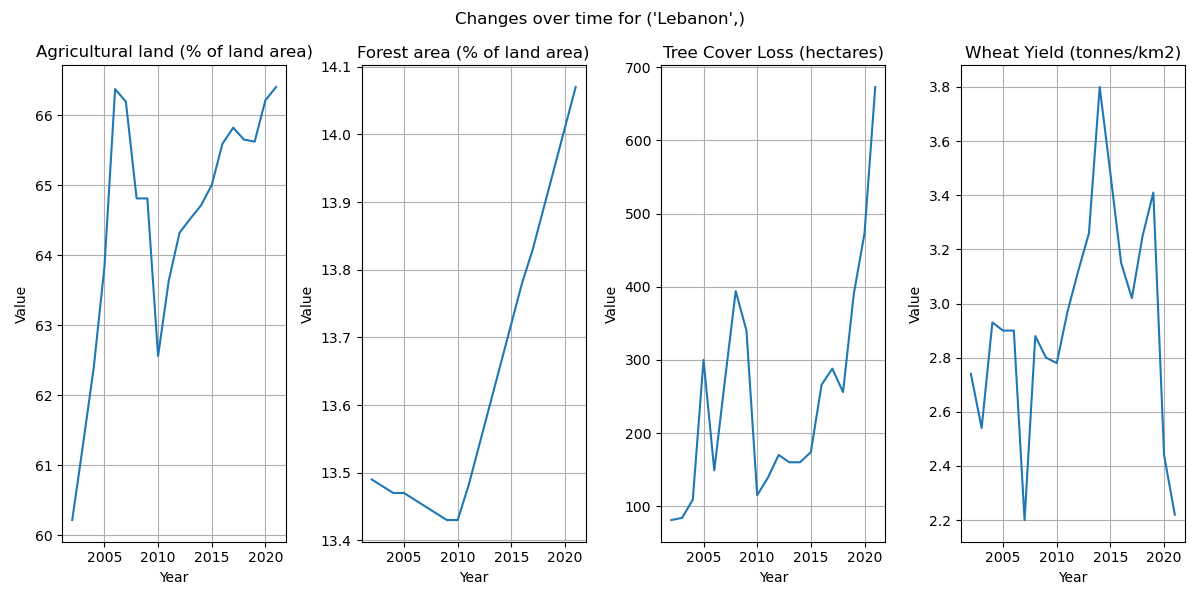 Changes over time for ('Lebanon',)
Agricultural land (% of land area)
Value
66
65
64
63
62
61
60
2005 2010 2015 2020
Year
Forest area (% of land area)
Value
14.1
14.0
13.9
13.8
13.7
13.6
13.5
13.4
2005 2010 2015 2020
Year
Tree Cover Loss (hectares)
Value
700
600
500
400
300
200
100
2005 2010 2015 2020
Year
Wheat Yield (tonnes/km2)
Value
3.8
3.6
3.4
3.2
3.0
2.8
2.6
2.4
2.2
2005 2010 2015 2020
Year